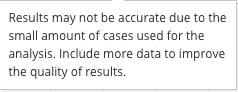 Results may not be accurate due to the
small amount of cases used for the
analysis. Include more data to improve
the quality of results.